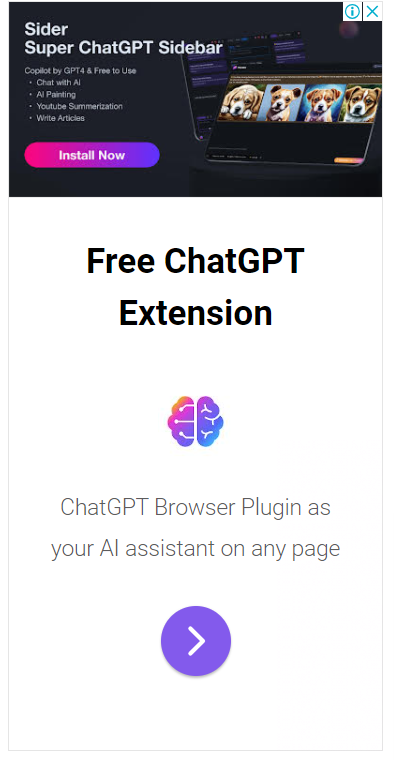 Sider
Super ChatGPT Sidebar
Copilot by GPT4 & Free to Use
• Chat with AI
• AI Painting
• Youtube Summerization
• Write Articles
Install Now
Free ChatGPT
Extension
ChatGPT Browser Plugin as
your AI assistant on any page